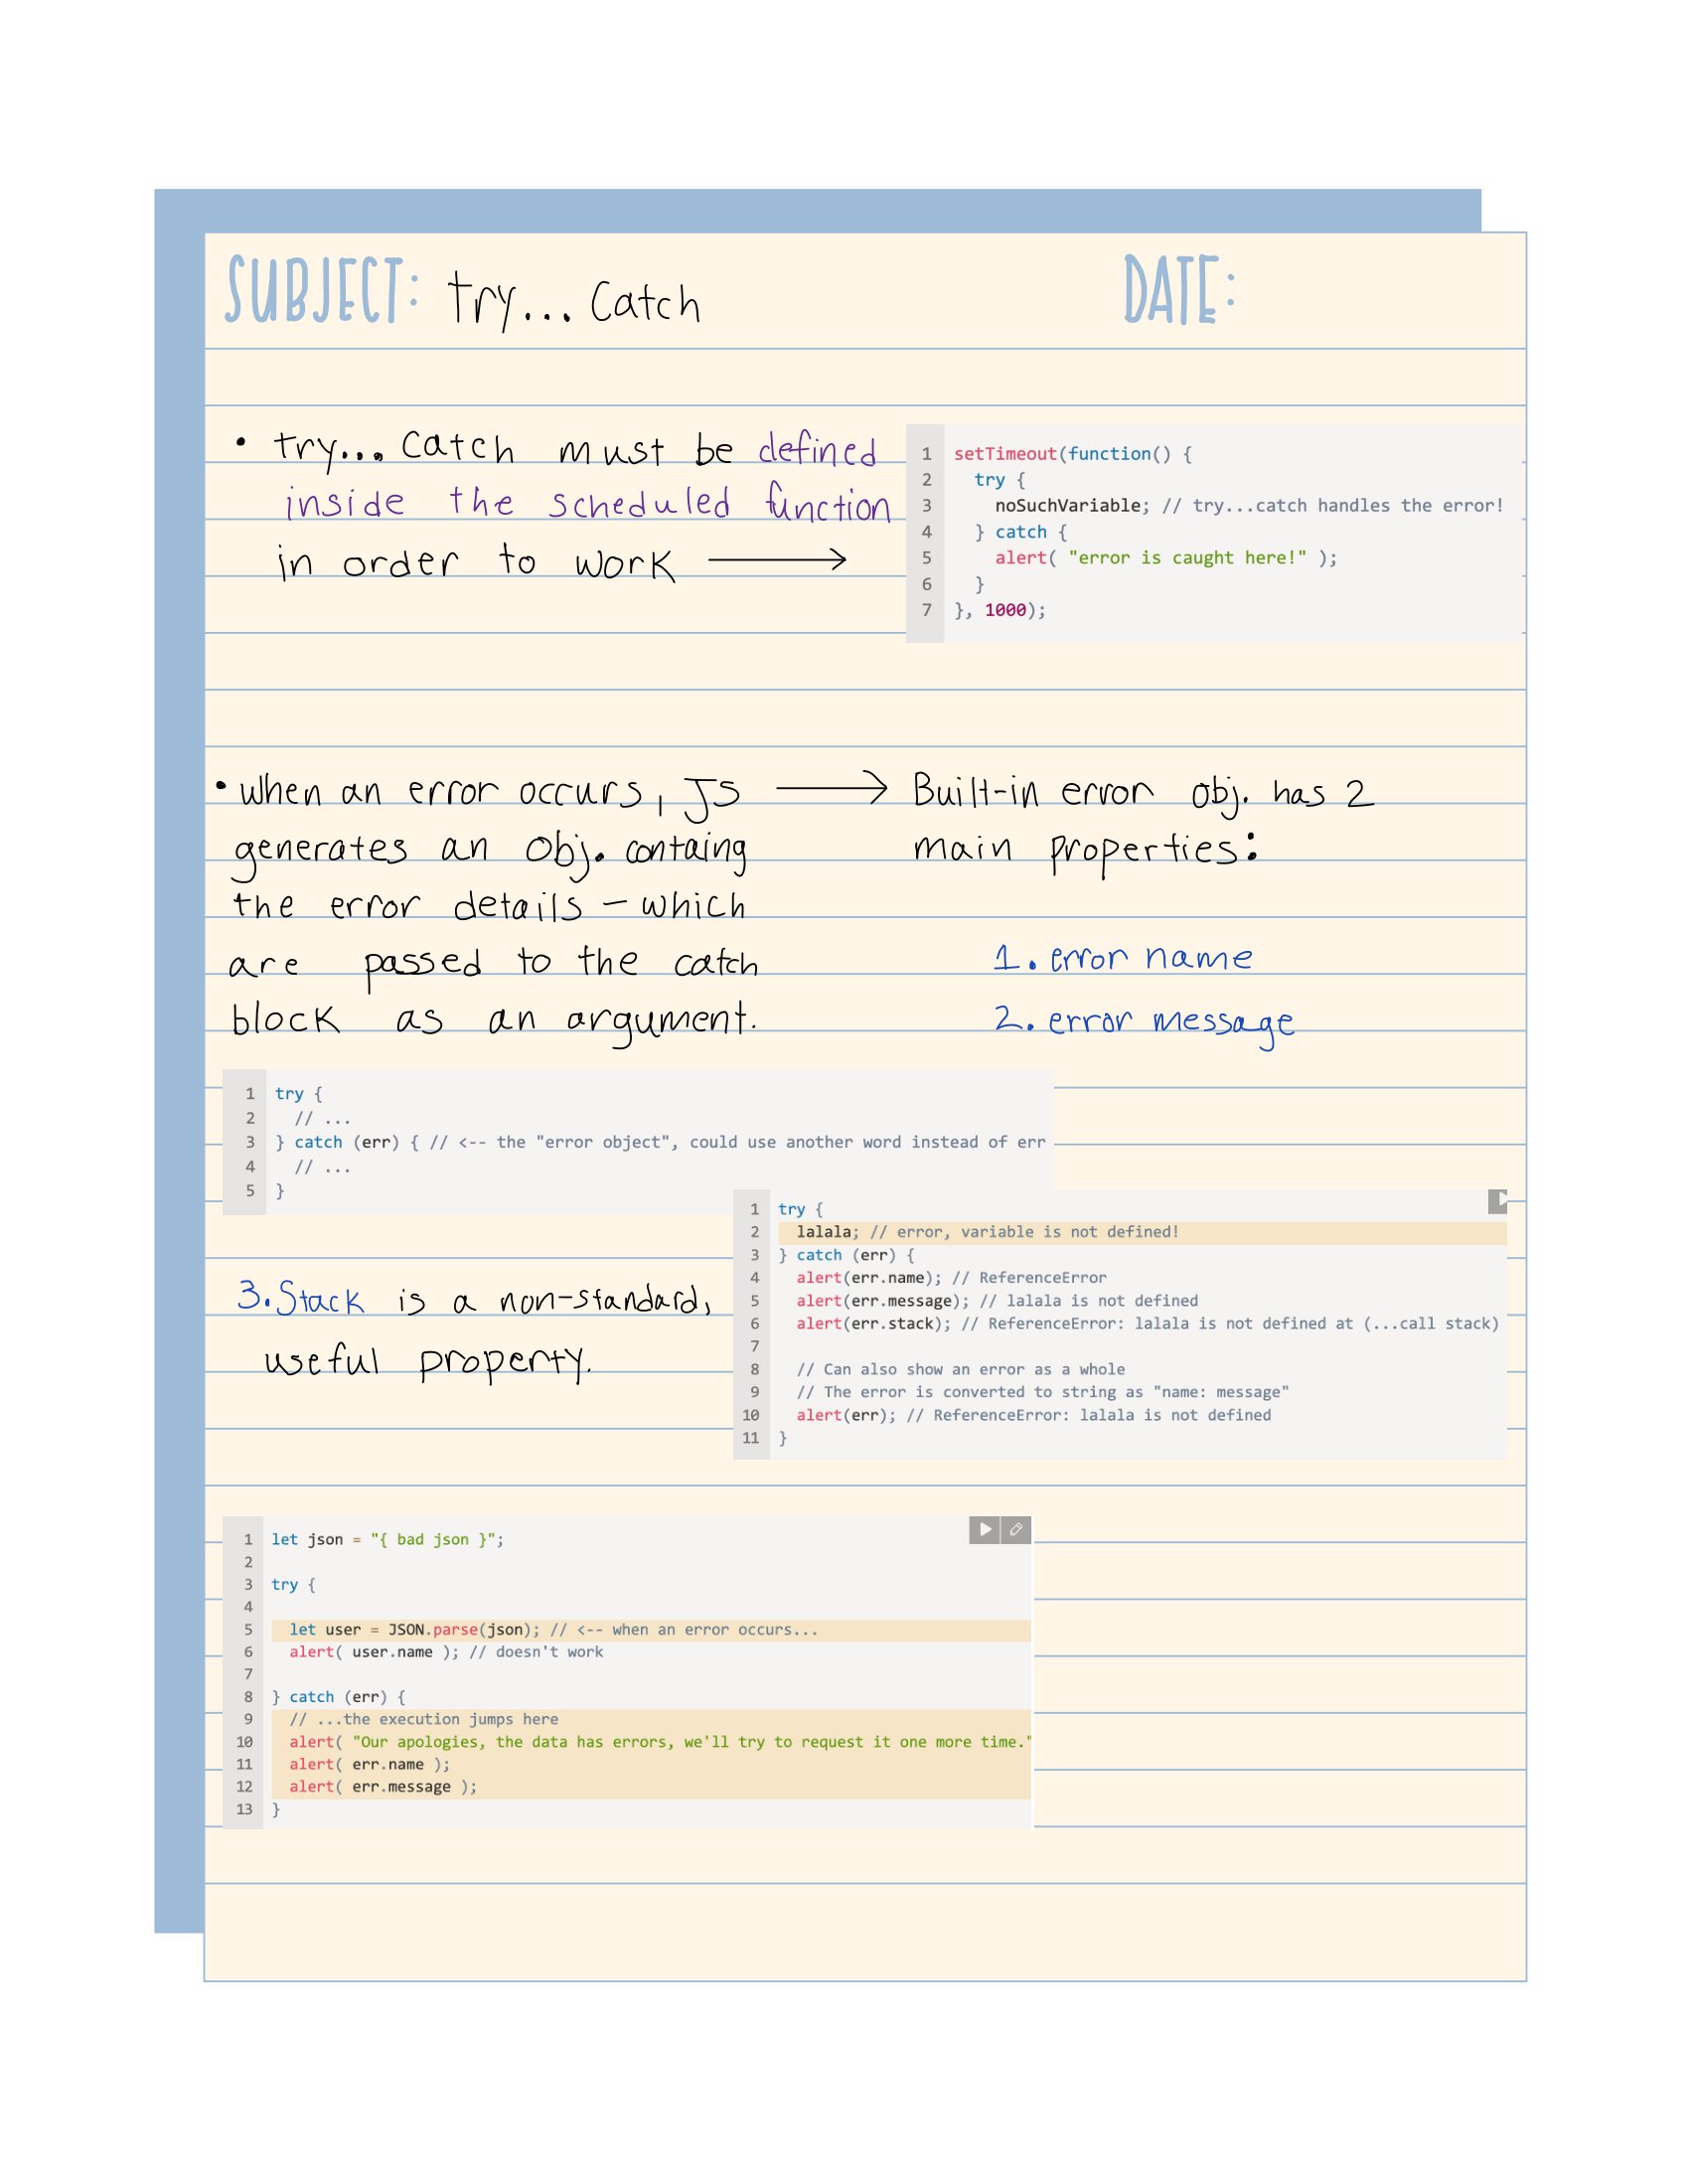 SUBJECT: try... Catch
DATE:
• try... Catch must be defined
inside the scheduled function
in order to work →
1 setTimeout(function() {
2   try {
3     noSuchVariable; // try...catch handles the error!
4   } catch {
5     alert( "error is caught here!" );
6   }
7 }, 1000);
• when an error occurs, JS →
generates an obj. containg
the error details – which
are passed to the catch
block as an argument.
Built-in error obj. has 2
main properties:
1. error name
2. error message
1 try {
2   // ...
3 } catch (err) { // <-- the "error object", could use another word instead of err
4   // ...
5 }
3. Stack is a non-standard,
useful property.
1 try {
2   lalala; // error, variable is not defined!
3 } catch (err) {
4   alert(err.name); // ReferenceError
5   alert(err.message); // lalala is not defined
6   alert(err.stack); // ReferenceError: lalala is not defined at (...call stack)
7
8   // Can also show an error as a whole
9   // The error is converted to string as "name: message"
10   alert(err); // ReferenceError: lalala is not defined
11 }
1 let json = "{ bad json }";
2
3 try {
4
5   let user = JSON.parse(json); // <-- when an error occurs...
6   alert( user.name ); // doesn't work
7
8 } catch (err) {
9   // ...the execution jumps here
10   alert( "Our apologies, the data has errors, we'll try to request it one more time."
11   alert( err.name );
12   alert( err.message );
13 }